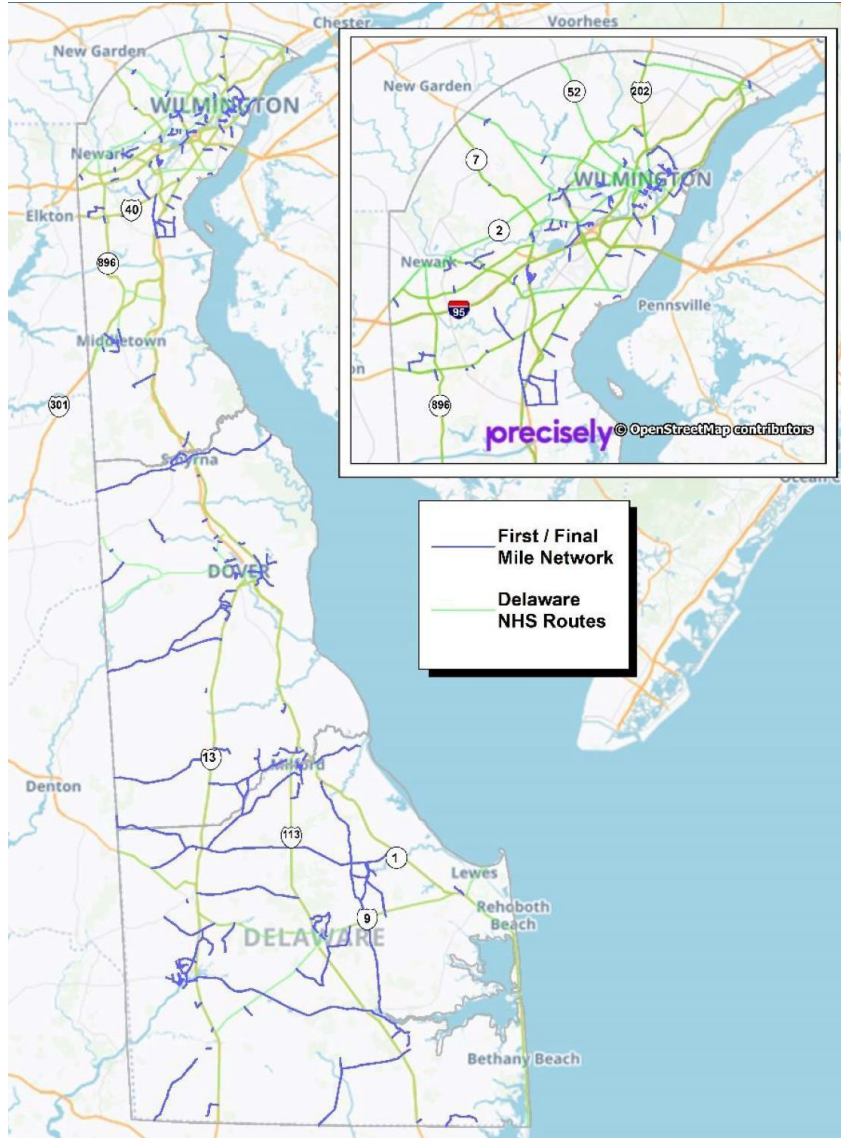 Chester
New Garden
WILMINGTON
Newark
Elkton
40
896
Middletown
301
Smyrna
DOVER
13
Milford
Denton
113
1
Lewes
Rehoboth
Beach
9
DELAWARE
Bethany Beach
Voorhees
New Garden
52
202
7
WILMINGTON
2
Newark
95
Pennsville
on
896
precisely © OpenStreetMap contributors
First / Final
Mile Network
Delaware
NHS Routes